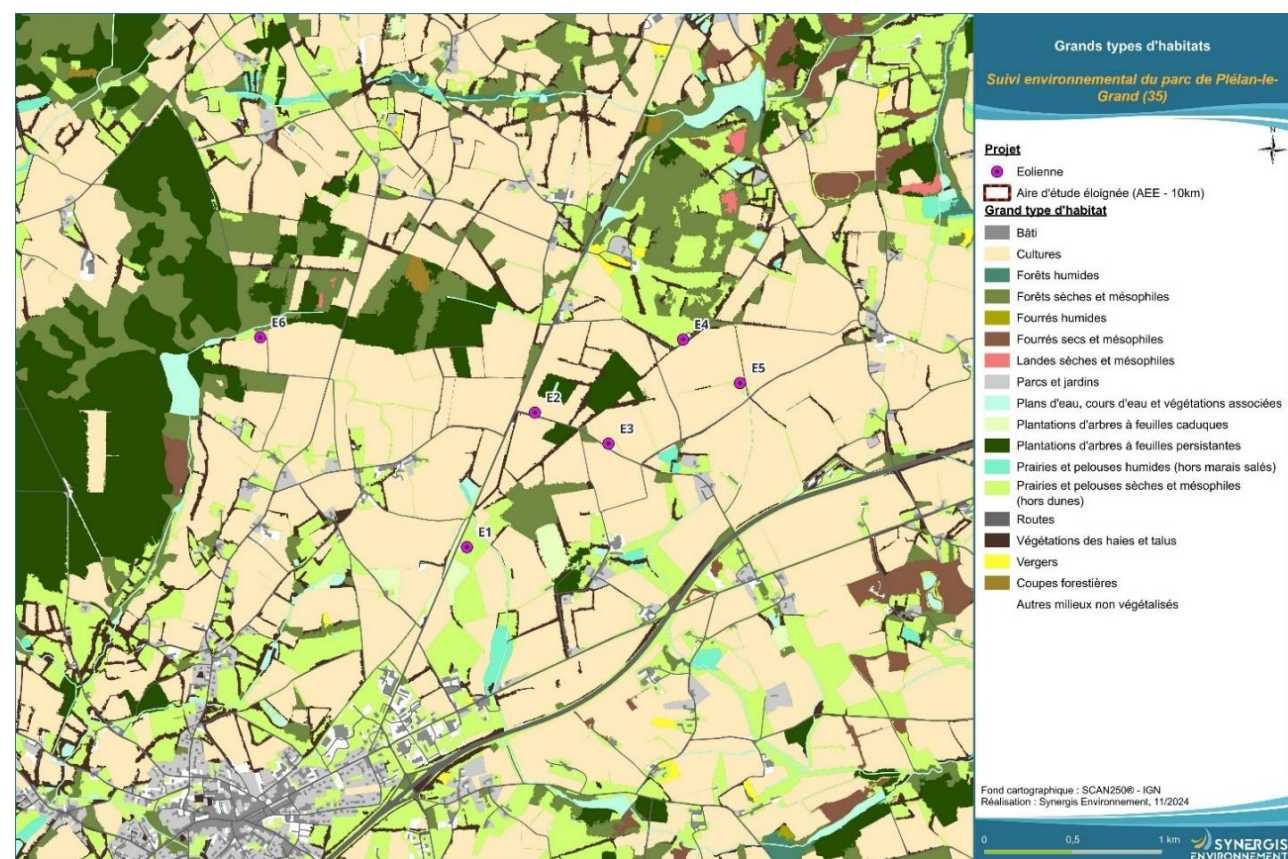 Grands types d'habitats
Suivi environnemental du parc de Plélan-le-
Grand (35)
N
Projet
Eolienne
Aire d'étude éloignée (AEE - 10km)
Grand type d'habitat
Bâti
Cultures
Forêts humides
Forêts sèches et mésophiles
Fourrés humides
Fourrés secs et mésophiles
Landes sèches et mésophiles
Parcs et jardins
Plans d'eau, cours d'eau et végétations associées
Plantations d'arbres à feuilles caduques
Plantations d'arbres à feuilles persistantes
Prairies et pelouses humides (hors marais salés)
Prairies et pelouses sèches et mésophiles
(hors dunes)
Routes
Végétations des haies et talus
Vergers
Coupes forestières
Autres milieux non végétalisés
E6
E4
E5
E2
E3
E1
Fond cartographique : SCAN250® - IGN
Réalisation : Synergis Environnement, 11/2024
0 0,5 1 km
SYNERGIS
ENVIRONNEMENT